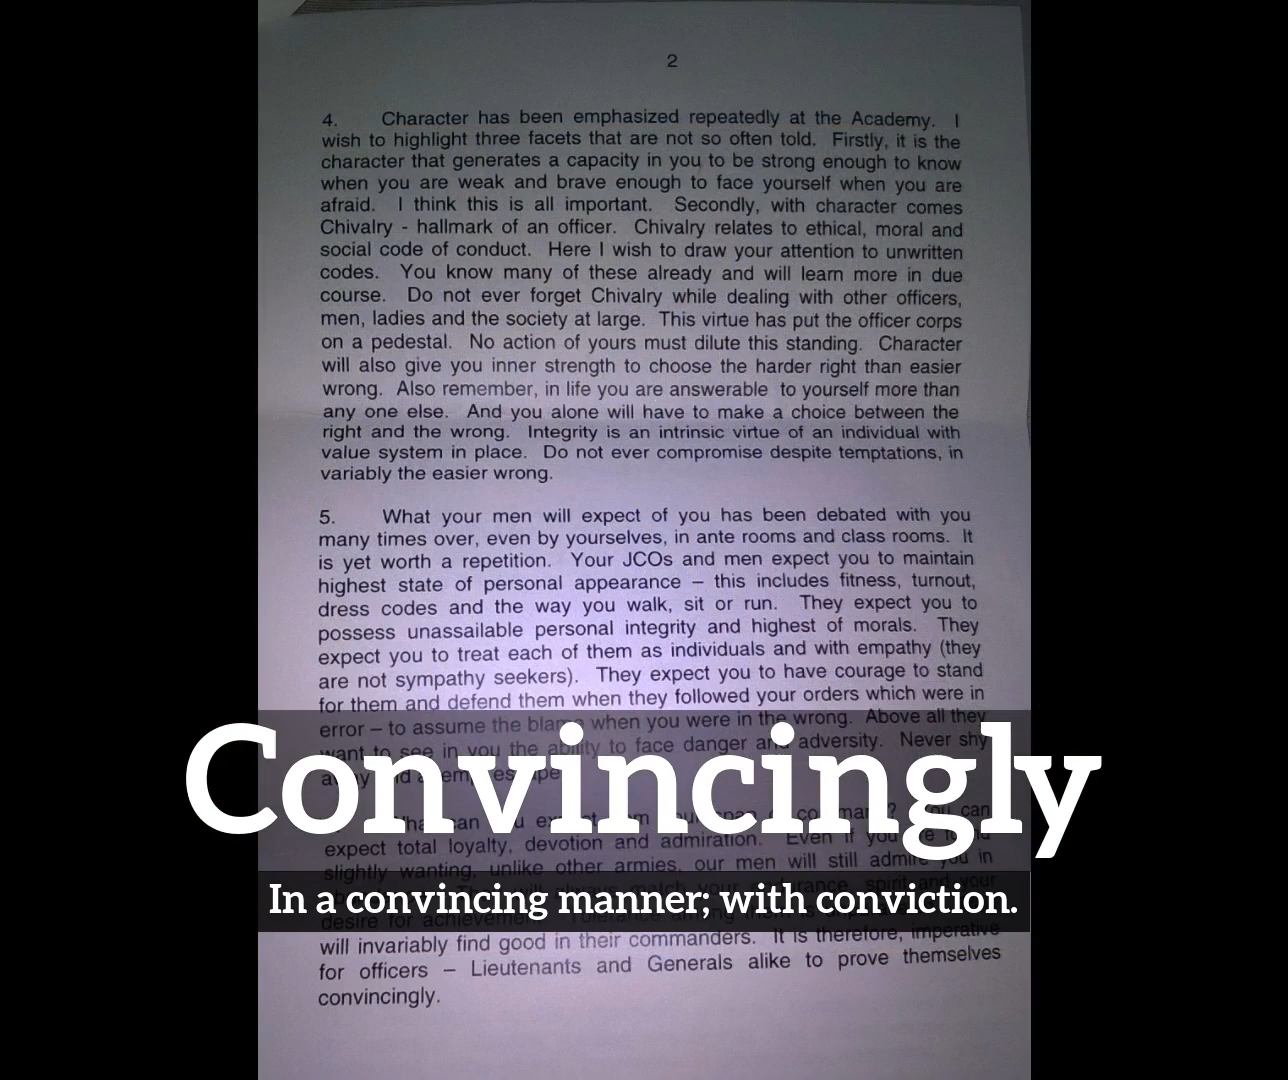 2
4. Character has been emphasized repeatedly at the Academy. I
wish to highlight three facets that are not so often told. Firstly, it is the
character that generates a capacity in you to be strong enough to know
when you are weak and brave enough to face yourself when you are
afraid. I think this is all important. Secondly, with character comes
Chivalry - hallmark of an officer. Chivalry relates to ethical, moral and
social code of conduct. Here I wish to draw your attention to unwritten
codes. You know many of these already and will learn more in due
course. Do not ever forget Chivalry while dealing with other officers,
men, ladies and the society at large. This virtue has put the officer corps
on a pedestal. No action of yours must dilute this standing. Character
will also give you inner strength to choose the harder right than easier
wrong. Also remember, in life you are answerable to yourself more than
any one else. And you alone will have to make a choice between the
right and the wrong. Integrity is an intrinsic virtue of an individual with
value system in place. Do not ever compromise despite temptations, in
variably the easier wrong.
5. What your men will expect of you has been debated with you
many times over, even by yourselves, in ante rooms and class rooms. It
is yet worth a repetition. Your JCOs and men expect you to maintain
highest state of personal appearance – this includes fitness, turnout,
dress codes and the way you walk, sit or run. They expect you to
possess unassailable personal integrity and highest of morals. They
expect you to treat each of them as individuals and with empathy (they
are not sympathy seekers). They expect you to have courage to stand
for them and defend them when they followed your orders which were in
error – to assume the blame when you were in the wrong. Above all they
want to see in you the ability to face danger and adversity. Never shy
Convincingly
can
expect total loyalty, devotion and admiration. Even if you
slightly wanting, unlike other armies, our men will still admire you in
In a convincing manner; with conviction.
desire for achievement.
will invariably find good in their commanders. It is therefore, imperative
for officers – Lieutenants and Generals alike to prove themselves
convincingly.